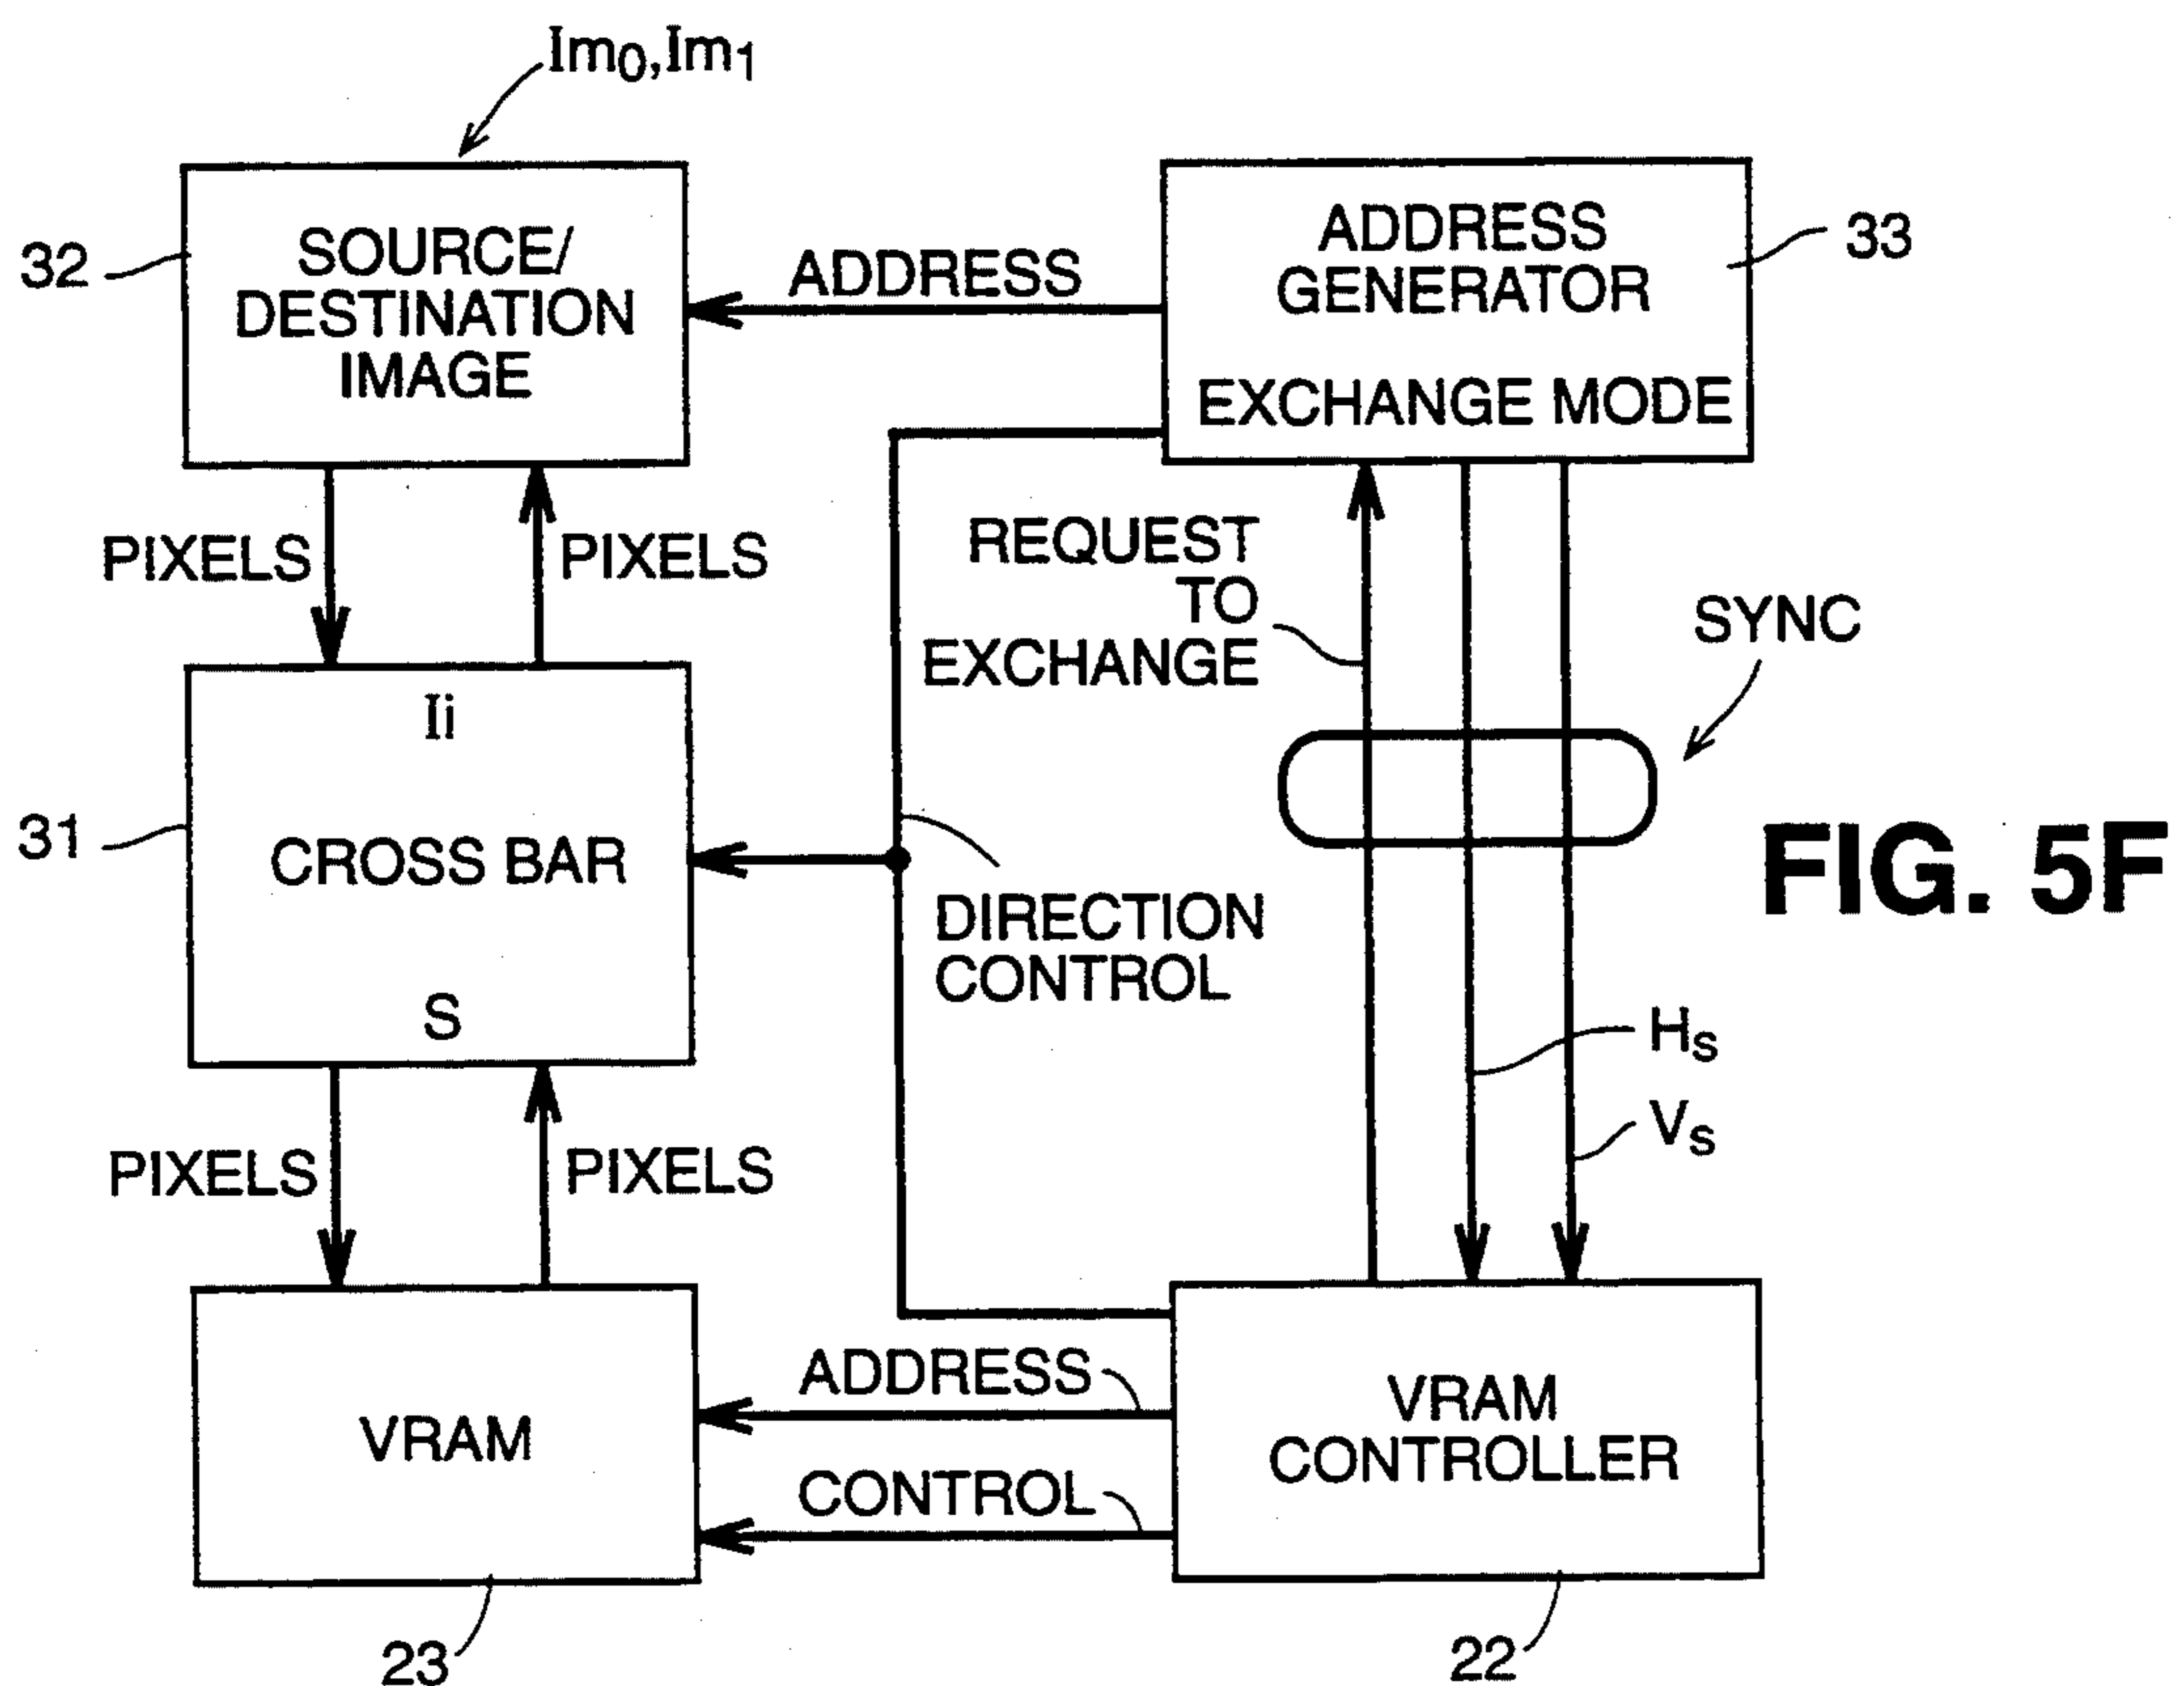 Im0,Im1
32
SOURCE/
DESTINATION
IMAGE
ADDRESS
ADDRESS
GENERATOR
EXCHANGE MODE
33
PIXELS
PIXELS
REQUEST
TO
EXCHANGE
SYNC
31
Ii
CROSS BAR
S
DIRECTION
CONTROL
FIG. 5F
HS
VS
PIXELS
PIXELS
VRAM
ADDRESS
CONTROL
VRAM
CONTROLLER
23
22